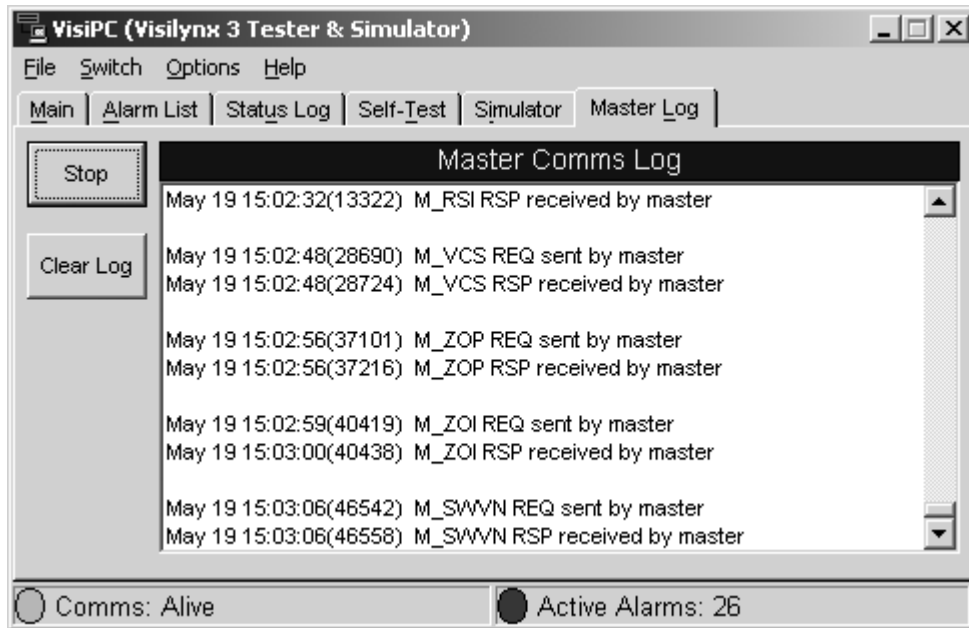 VisiPC (Visilynx 3 Tester & Simulator)
File Switch Options Help
Main Alarm List Status Log Self-Test Simulator Master Log
Stop
Clear Log
Master Comms Log
May 19 15:02:32(13322) M_RSI RSP received by master
May 19 15:02:48(28690) M_VCS REQ sent by master
May 19 15:02:48(28724) M_VCS RSP received by master
May 19 15:02:56(37101) M_ZOP REQ sent by master
May 19 15:02:56(37216) M_ZOP RSP received by master
May 19 15:02:59(40419) M_ZOI REQ sent by master
May 19 15:03:00(40438) M_ZOI RSP received by master
May 19 15:03:06(46542) M_SWVN REQ sent by master
May 19 15:03:06(46558) M_SWVN RSP received by master
Comms: Alive
Active Alarms: 26